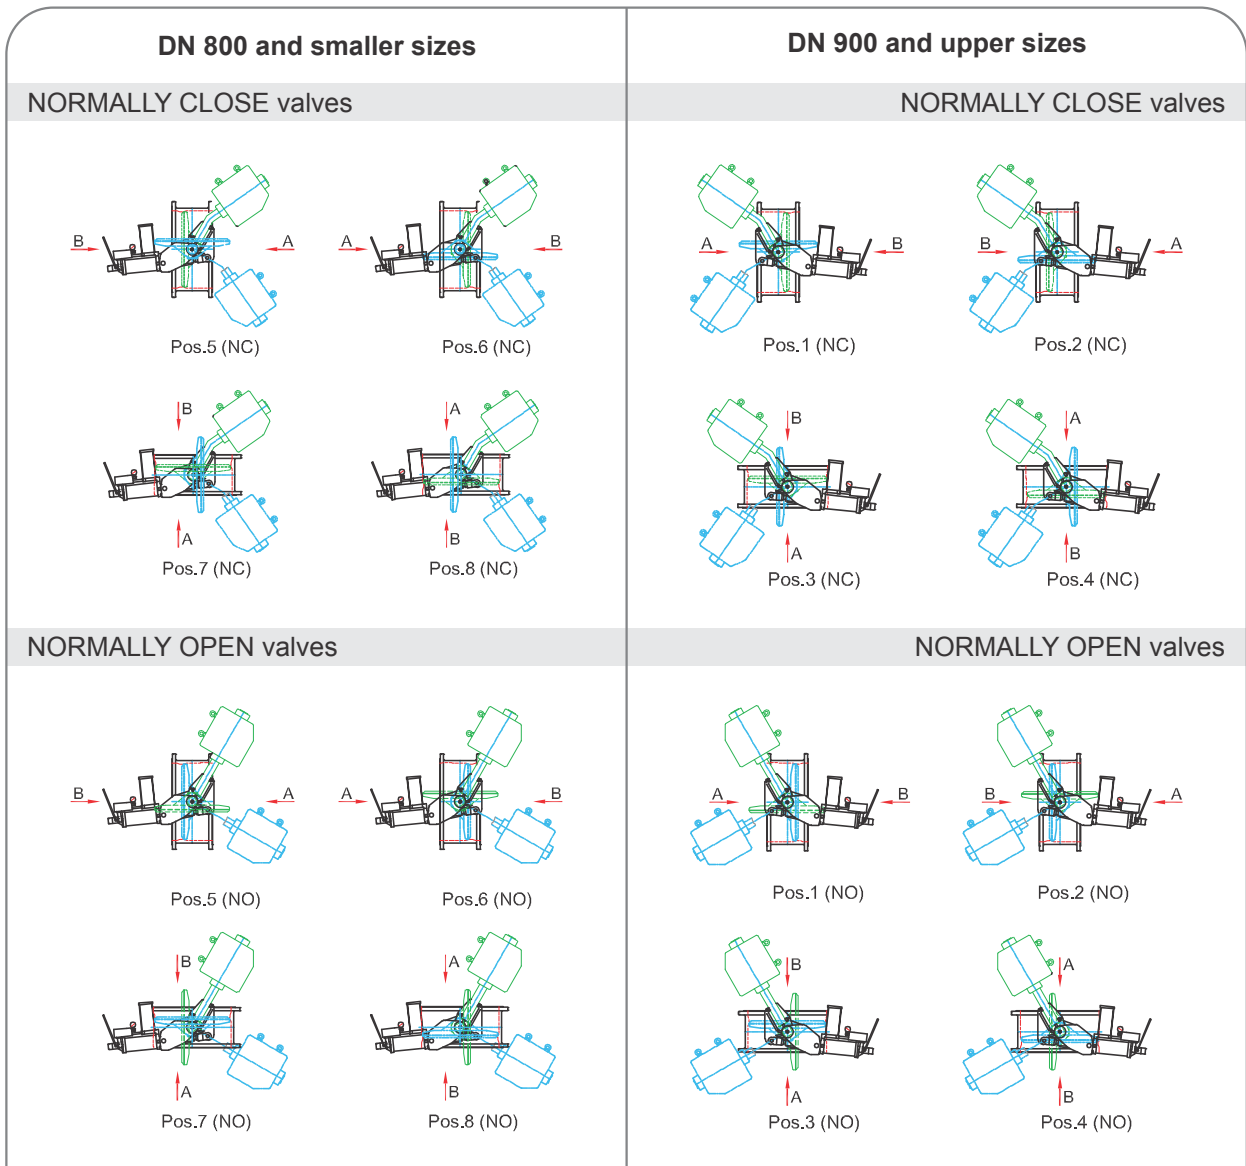 DN 800 and smaller sizes
DN 900 and upper sizes
NORMALLY CLOSE valves
NORMALLY CLOSE valves
B A
A B
A B
B A
Pos.5 (NC)
Pos.6 (NC)
Pos.1 (NC)
Pos.2 (NC)
B
A
B
A
A
B
A
B
Pos.7 (NC)
Pos.8 (NC)
Pos.3 (NC)
Pos.4 (NC)
NORMALLY OPEN valves
NORMALLY OPEN valves
B A
A B
A B
B A
Pos.5 (NO)
Pos.6 (NO)
Pos.1 (NO)
Pos.2 (NO)
B
A
B
A
A
B
A
B
Pos.7 (NO)
Pos.8 (NO)
Pos.3 (NO)
Pos.4 (NO)